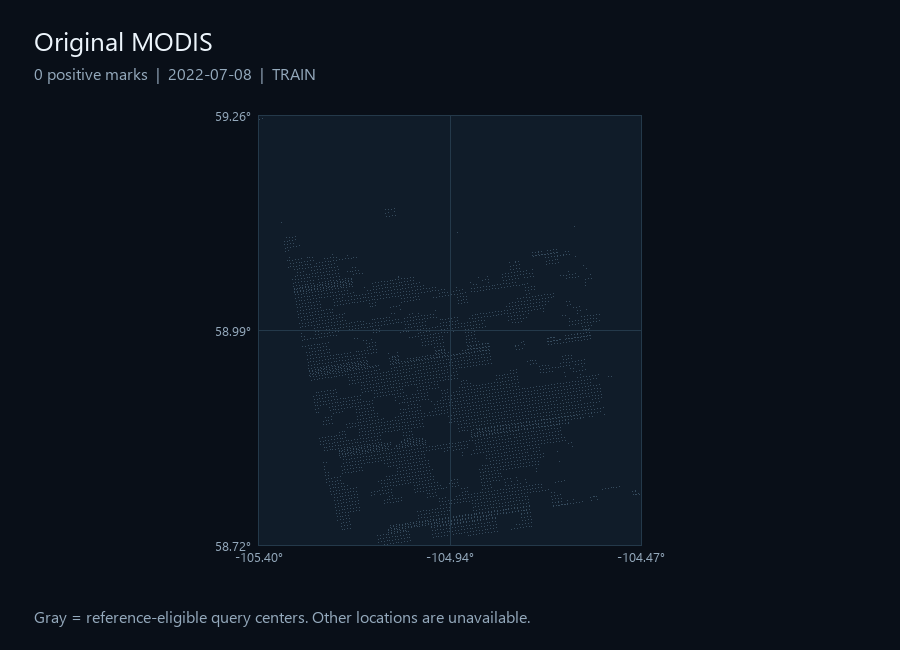 Original MODIS
0 positive marks | 2022-07-08 | TRAIN
59.26°
58.99°
58.72°
-105.40° -104.94° -104.47°
Gray = reference-eligible query centers. Other locations are unavailable.